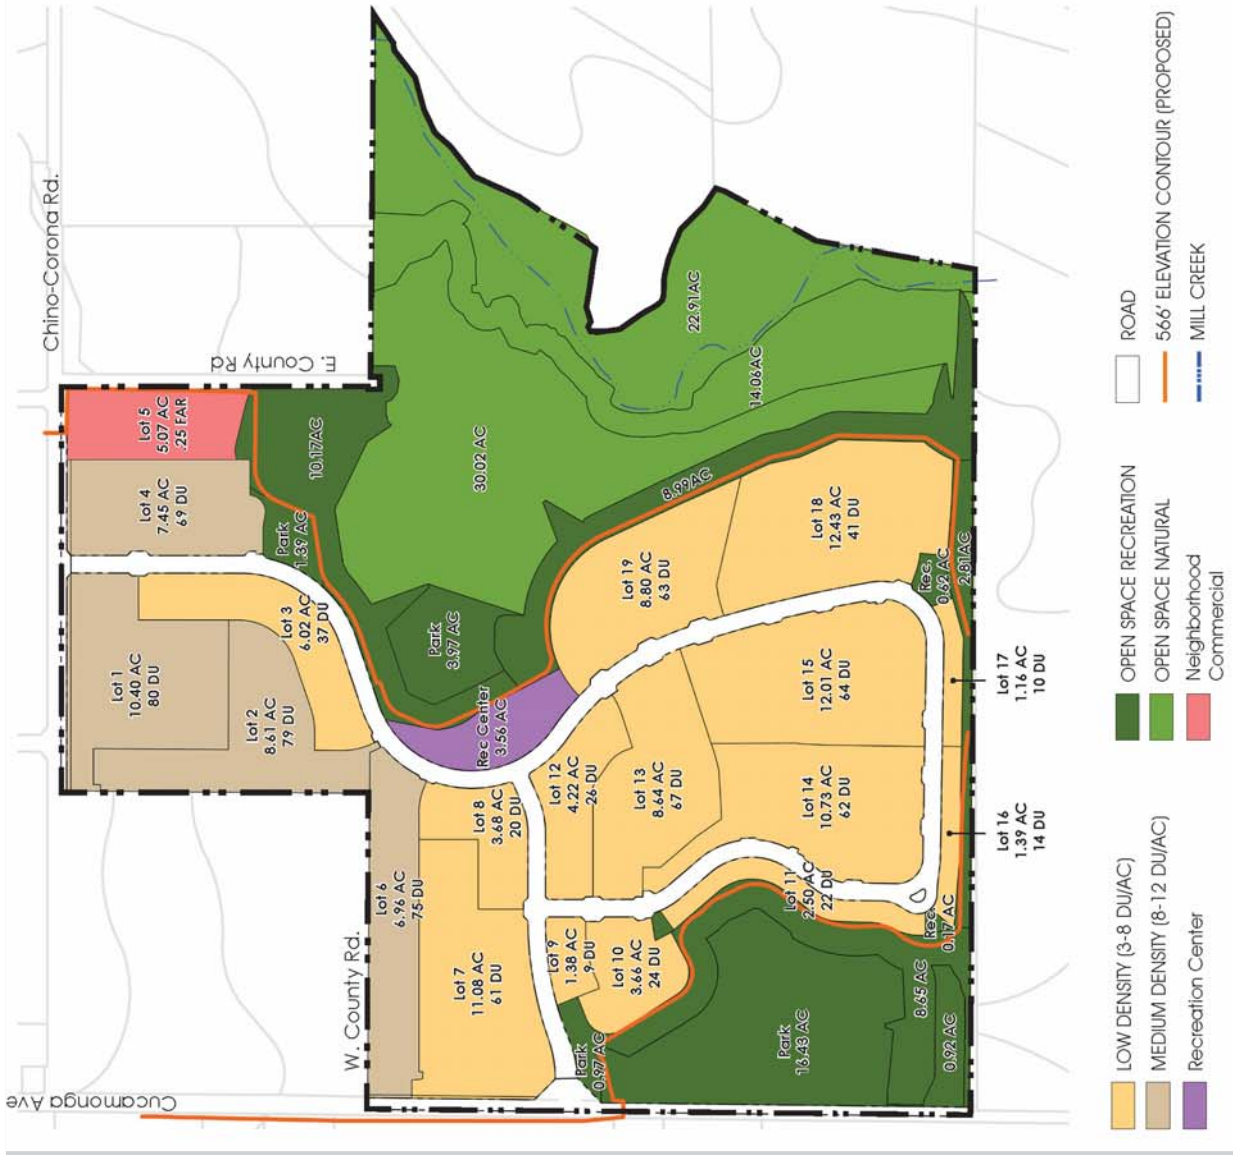 Chino-Corona Rd.
E. County Rd
W. County Rd.
Cucamonga Ave
Lot 1
10.40 AC
80 DU
Lot 2
8.61 AC
79 DU
Lot 3
6.02 AC
37 DU
Lot 4
7.45 AC
69 DU
Lot 5
5.07 AC
.25 FAR
Park
1.39 AC
10.17AC
30.02 AC
22.91AC
14.06AC
8.99 AC
Park
3.97 AC
Rec Center
3.56 AC
Lot 6
6.96 AC
75 DU
Lot 7
11.08 AC
61 DU
Lot 8
3.68 AC
20 DU
Lot 9
1.38 AC
9 DU
Lot 10
3.66 AC
24 DU
Lot 11
2.50 AC
22 DU
Lot 12
4.22 AC
26 DU
Lot 13
8.64 AC
67 DU
Lot 14
10.73 AC
62 DU
Lot 15
12.01 AC
64 DU
Lot 19
8.80 AC
63 DU
Lot 18
12.43 AC
41 DU
Rec.
0.62 AC
2.81AC
Park
0.97 AC
Park
16.43 AC
8.65 AC
0.92 AC
Rec.
0.17 AC
Lot 16
1.39 AC
14 DU
Lot 17
1.16 AC
10 DU
LOW DENSITY (3-8 DU/AC)
MEDIUM DENSITY (8-12 DU/AC)
Recreation Center
OPEN SPACE RECREATION
OPEN SPACE NATURAL
Neighborhood
Commercial
ROAD
566' ELEVATION CONTOUR (PROPOSED)
MILL CREEK